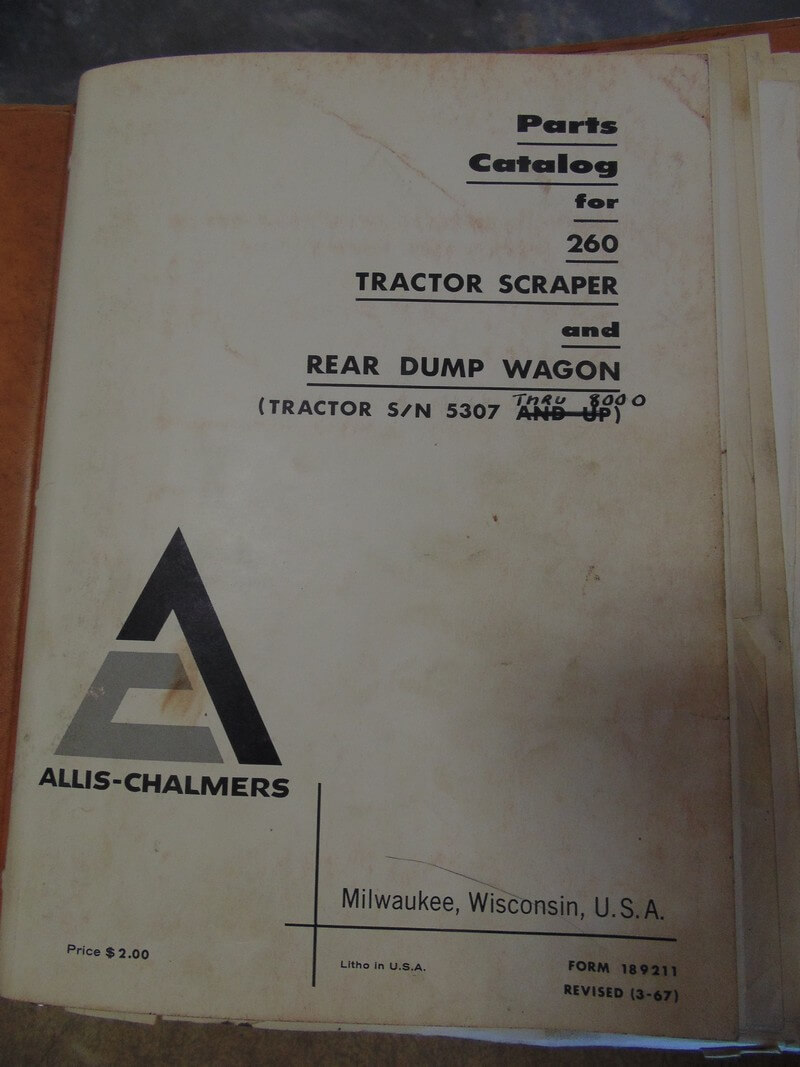 Parts
Catalog
for
260
TRACTOR SCRAPER
and
REAR DUMP WAGON
THRU 8000
(TRACTOR S/N 5307 AND UP)
ALLIS-CHALMERS
Milwaukee, Wisconsin, U.S.A.
Price $2.00
Litho in U.S.A.
FORM 189211
REVISED (3-67)